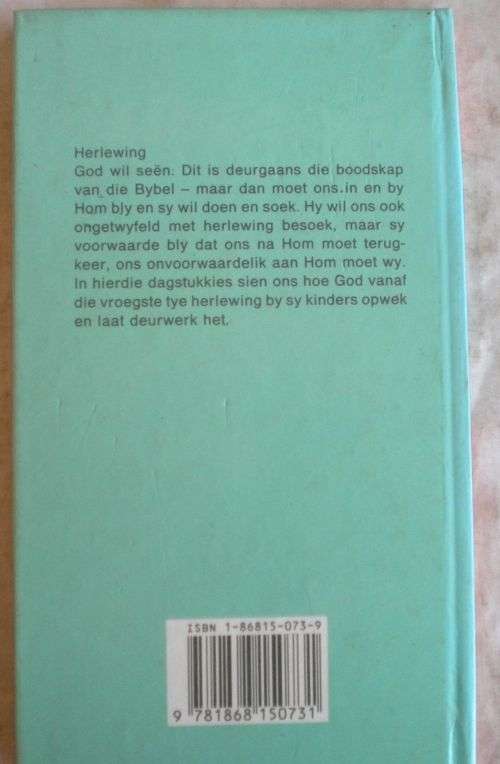 Herlewing
God wil seën. Dit is deurgaans die boodskap
van die Bybel – maar dan moet ons in en by
Hom bly en sy wil doen en soek. Hy wil ons ook
ongetwyfeld met herlewing besoek, maar sy
voorwaarde bly dat ons na Hom moet terug-
keer, ons onvoorwaardelik aan Hom moet wy.
In hierdie dagstukkies sien ons hoe God vanaf
die vroegste tye herlewing by sy kinders opwek
en laat deurwerk het.
ISBN 1-86815-073-9
9 781868 150731